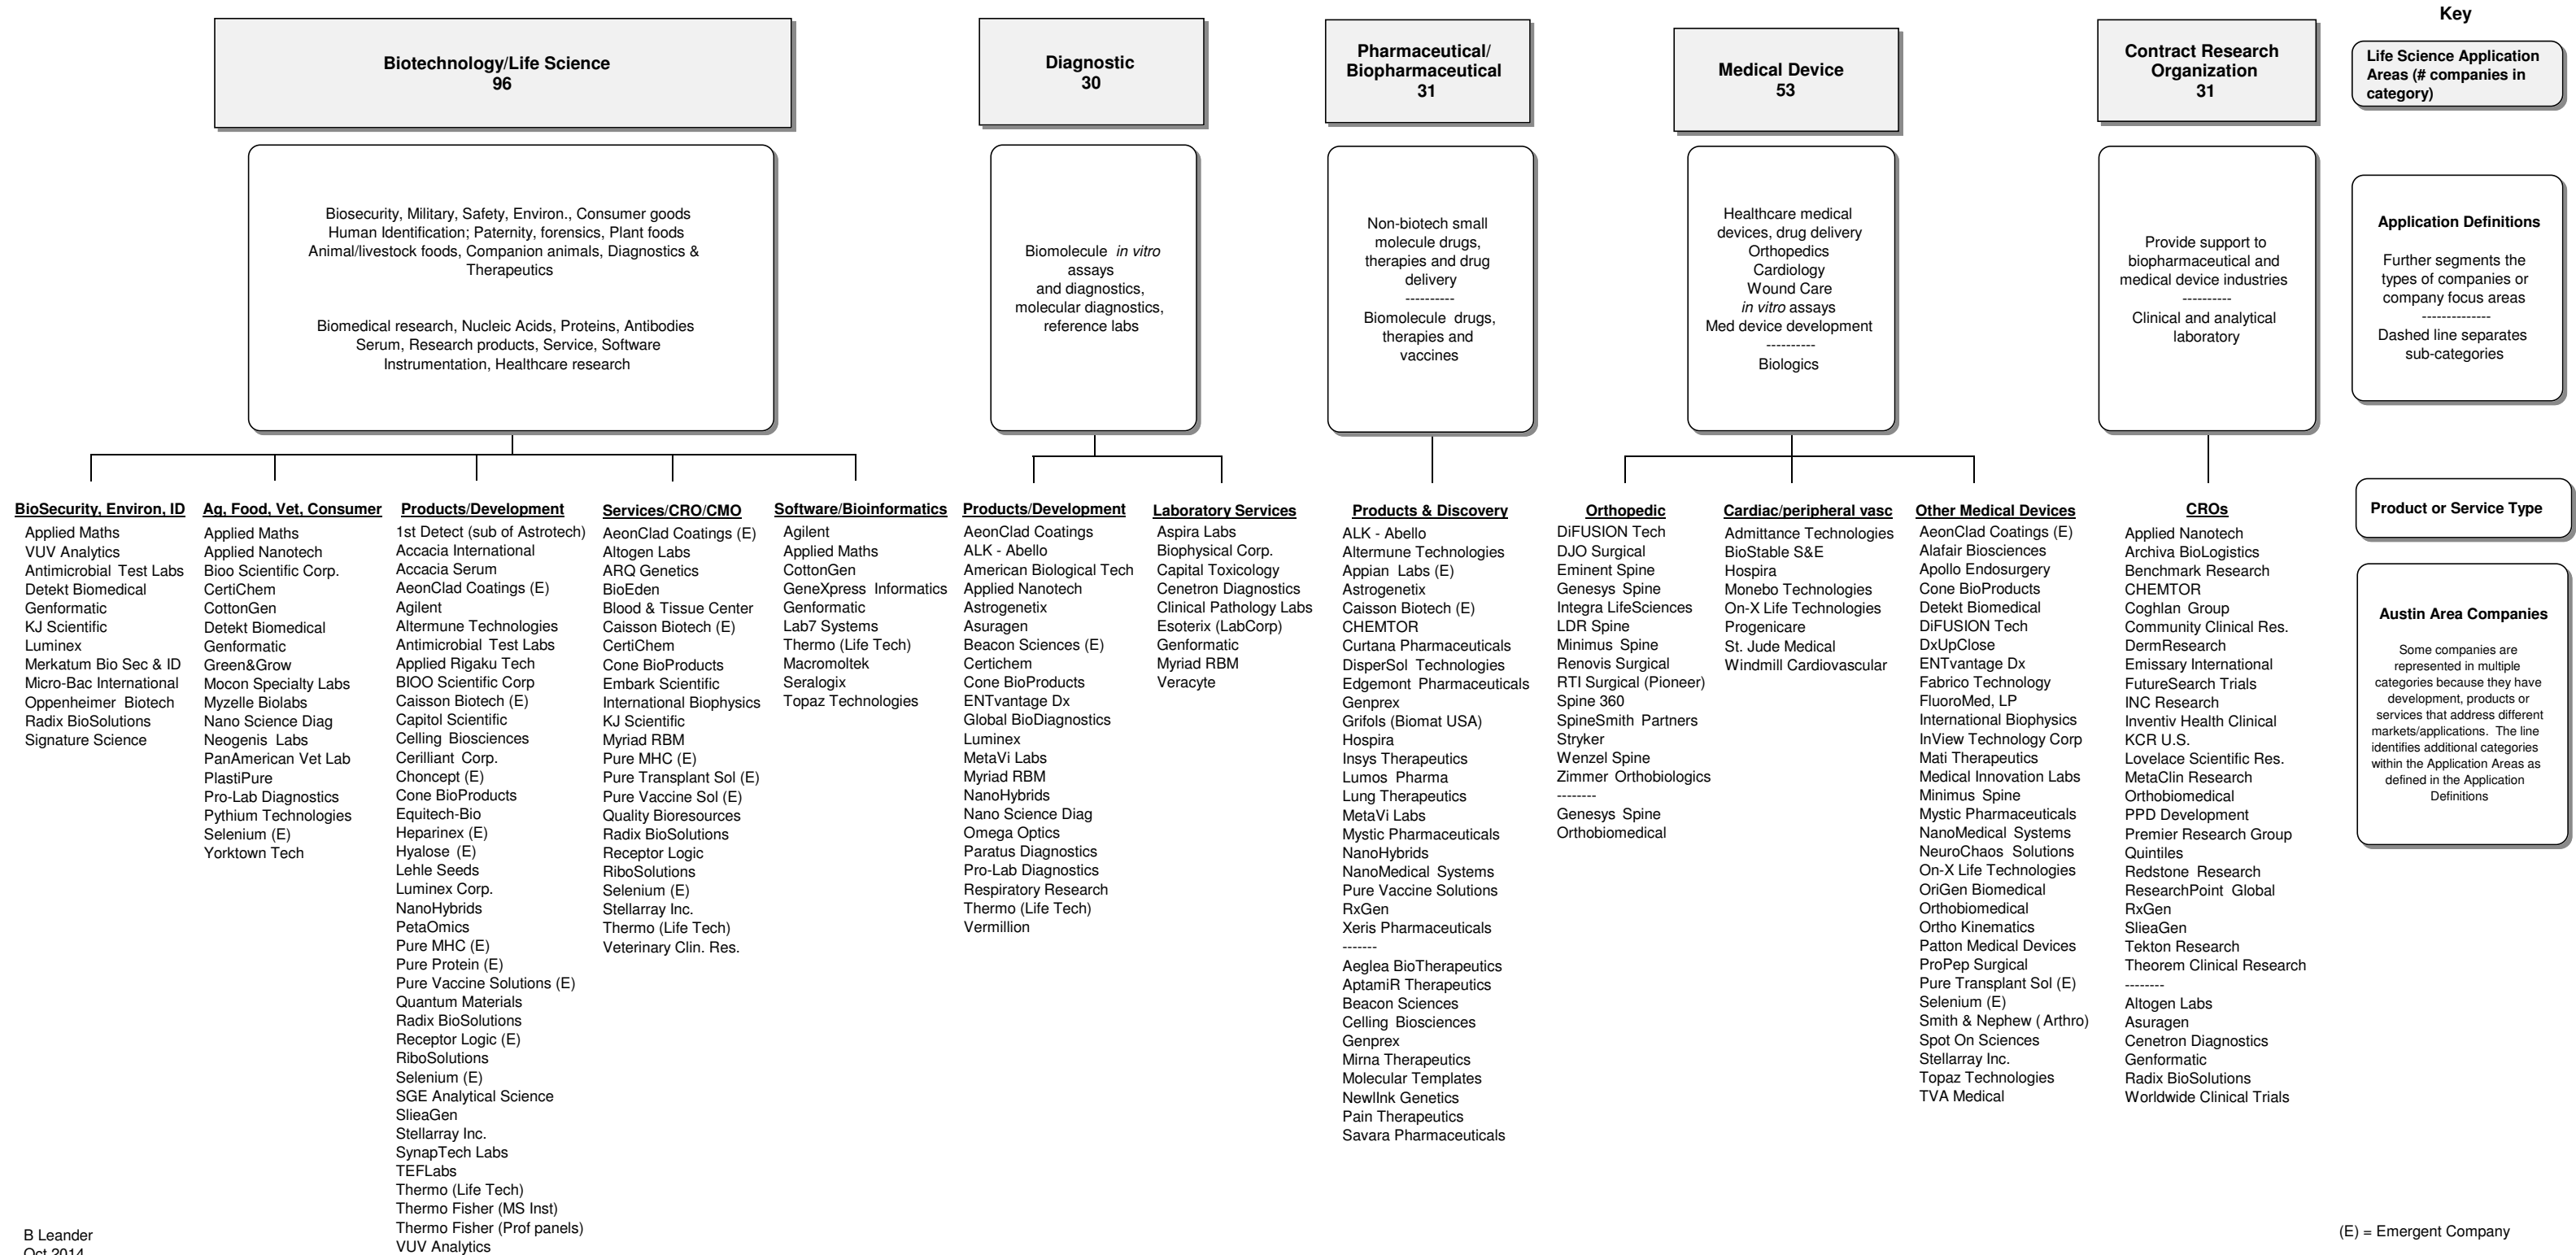 Biotechnology/Life Science
96
Diagnostic
30
Pharmaceutical/
Biopharmaceutical
31
Medical Device
53
Contract Research
Organization
31
Key
Life Science Application
Areas (# companies in
category)
Biosecurity, Military, Safety, Environ., Consumer goods
Human Identification; Paternity, forensics, Plant foods
Animal/livestock foods, Companion animals, Diagnostics &
Therapeutics
Biomedical research, Nucleic Acids, Proteins, Antibodies
Serum, Research products, Service, Software
Instrumentation, Healthcare research
Biomolecule in vitro
assays
and diagnostics,
molecular diagnostics,
reference labs
Non-biotech small
molecule drugs,
therapies and drug
delivery
----------
Biomolecule drugs,
therapies and
vaccines
Healthcare medical
devices, drug delivery
Orthopedics
Cardiology
Wound Care
in vitro assays
Med device development
----------
Biologics
Provide support to
biopharmaceutical and
medical device industries
----------
Clinical and analytical
laboratory
Application Definitions
Further segments the
types of companies or
company focus areas
--------------
Dashed line separates
sub-categories
BioSecurity, Environ, ID
Applied Maths
VUV Analytics
Antimicrobial Test Labs
Detekt Biomedical
Genformatic
KJ Scientific
Luminex
Merkatum Bio Sec & ID
Micro-Bac International
Oppenheimer Biotech
Radix BioSolutions
Signature Science
Ag, Food, Vet, Consumer
Applied Maths
Applied Nanotech
Bioo Scientific Corp.
CertiChem
CottonGen
Detekt Biomedical
Genformatic
Green&Grow
Mocon Specialty Labs
Myzelle Biolabs
Nano Science Diag
Neogenis Labs
PanAmerican Vet Lab
PlastiPure
Pro-Lab Diagnostics
Pythium Technologies
Selenium (E)
Yorktown Tech
Products/Development
1st Detect (sub of Astrotech)
Accacia International
Accacia Serum
AeonClad Coatings (E)
Agilent
Altermune Technologies
Antimicrobial Test Labs
Applied Rigaku Tech
BIOO Scientific Corp
Caisson Biotech (E)
Capitol Scientific
Celling Biosciences
Cerilliant Corp.
Choncept (E)
Cone BioProducts
Equitech-Bio
Heparinex (E)
Hyalose (E)
Lehle Seeds
Luminex Corp.
NanoHybrids
PetaOmics
Pure MHC (E)
Pure Protein (E)
Pure Vaccine Solutions (E)
Quantum Materials
Radix BioSolutions
Receptor Logic (E)
RiboSolutions
Selenium (E)
SGE Analytical Science
SlieaGen
Stellarray Inc.
SynapTech Labs
TEFLabs
Thermo (Life Tech)
Thermo Fisher (MS Inst)
Thermo Fisher (Prof panels)
VUV Analytics
Services/CRO/CMO
AeonClad Coatings (E)
Altogen Labs
ARQ Genetics
BioEden
Blood & Tissue Center
Caisson Biotech (E)
CertiChem
Cone BioProducts
Embark Scientific
International Biophysics
KJ Scientific
Myriad RBM
Pure MHC (E)
Pure Transplant Sol (E)
Pure Vaccine Sol (E)
Quality Bioresources
Radix BioSolutions
Receptor Logic
RiboSolutions
Selenium (E)
Stellarray Inc.
Thermo (Life Tech)
Veterinary Clin. Res.
Software/Bioinformatics
Agilent
Applied Maths
CottonGen
GeneXpress Informatics
Genformatic
Lab7 Systems
Thermo (Life Tech)
Macromoltek
Seralogix
Topaz Technologies
Products/Development
AeonClad Coatings
ALK - Abello
American Biological Tech
Applied Nanotech
Astrogenetix
Asuragen
Beacon Sciences (E)
Certichem
Cone BioProducts
ENTvantage Dx
Global BioDiagnostics
Luminex
MetaVi Labs
Myriad RBM
NanoHybrids
Nano Science Diag
Omega Optics
Paratus Diagnostics
Pro-Lab Diagnostics
Respiratory Research
Thermo (Life Tech)
Vermillion
Laboratory Services
Aspira Labs
Biophysical Corp.
Capital Toxicology
Cenetron Diagnostics
Clinical Pathology Labs
Esoterix (LabCorp)
Genformatic
Myriad RBM
Veracyte
Products & Discovery
ALK - Abello
Altermune Technologies
Appian Labs (E)
Astrogenetix
Caisson Biotech (E)
CHEMTOR
Curtana Pharmaceuticals
DisperSol Technologies
Edgemont Pharmaceuticals
Genprex
Grifols (Biomat USA)
Hospira
Insys Therapeutics
Lumos Pharma
Lung Therapeutics
MetaVi Labs
Mystic Pharmaceuticals
NanoHybrids
NanoMedical Systems
Pure Vaccine Solutions
RxGen
Xeris Pharmaceuticals
-------
Aeglea BioTherapeutics
AptamiR Therapeutics
Beacon Sciences
Celling Biosciences
Genprex
Mirna Therapeutics
Molecular Templates
NewlInk Genetics
Pain Therapeutics
Savara Pharmaceuticals
Orthopedic
DiFUSION Tech
DJO Surgical
Eminent Spine
Genesys Spine
Integra LifeSciences
LDR Spine
Minimus Spine
Renovis Surgical
RTI Surgical (Pioneer)
Spine 360
SpineSmith Partners
Stryker
Wenzel Spine
Zimmer Orthobiologics
--------
Genesys Spine
Orthobiomedical
Cardiac/peripheral vasc
Admittance Technologies
BioStable S&E
Hospira
Monebo Technologies
On-X Life Technologies
Progenicare
St. Jude Medical
Windmill Cardiovascular
Other Medical Devices
AeonClad Coatings (E)
Alafair Biosciences
Apollo Endosurgery
Cone BioProducts
Detekt Biomedical
DiFUSION Tech
DxUpClose
ENTvantage Dx
Fabrico Technology
FluoroMed, LP
International Biophysics
InView Technology Corp
Mati Therapeutics
Medical Innovation Labs
Minimus Spine
Mystic Pharmaceuticals
NanoMedical Systems
NeuroChaos Solutions
On-X Life Technologies
OriGen Biomedical
Orthobiomedical
Ortho Kinematics
Patton Medical Devices
ProPep Surgical
Pure Transplant Sol (E)
Selenium (E)
Smith & Nephew ( Arthro)
Spot On Sciences
Stellarray Inc.
Topaz Technologies
TVA Medical
CROs
Applied Nanotech
Archiva BioLogistics
Benchmark Research
CHEMTOR
Coghlan Group
Community Clinical Res.
DermResearch
Emissary International
FutureSearch Trials
INC Research
Inventiv Health Clinical
KCR U.S.
Lovelace Scientific Res.
MetaClin Research
Orthobiomedical
PPD Development
Premier Research Group
Quintiles
Redstone Research
ResearchPoint Global
RxGen
SlieaGen
Tekton Research
Theorem Clinical Research
--------
Altogen Labs
Asuragen
Cenetron Diagnostics
Genformatic
Radix BioSolutions
Worldwide Clinical Trials
Product or Service Type
Austin Area Companies
Some companies are
represented in multiple
categories because they have
development, products or
services that address different
markets/applications. The line
identifies additional categories
within the Application Areas as
defined in the Application
Definitions
B Leander
Oct 2014
(E) = Emergent Company